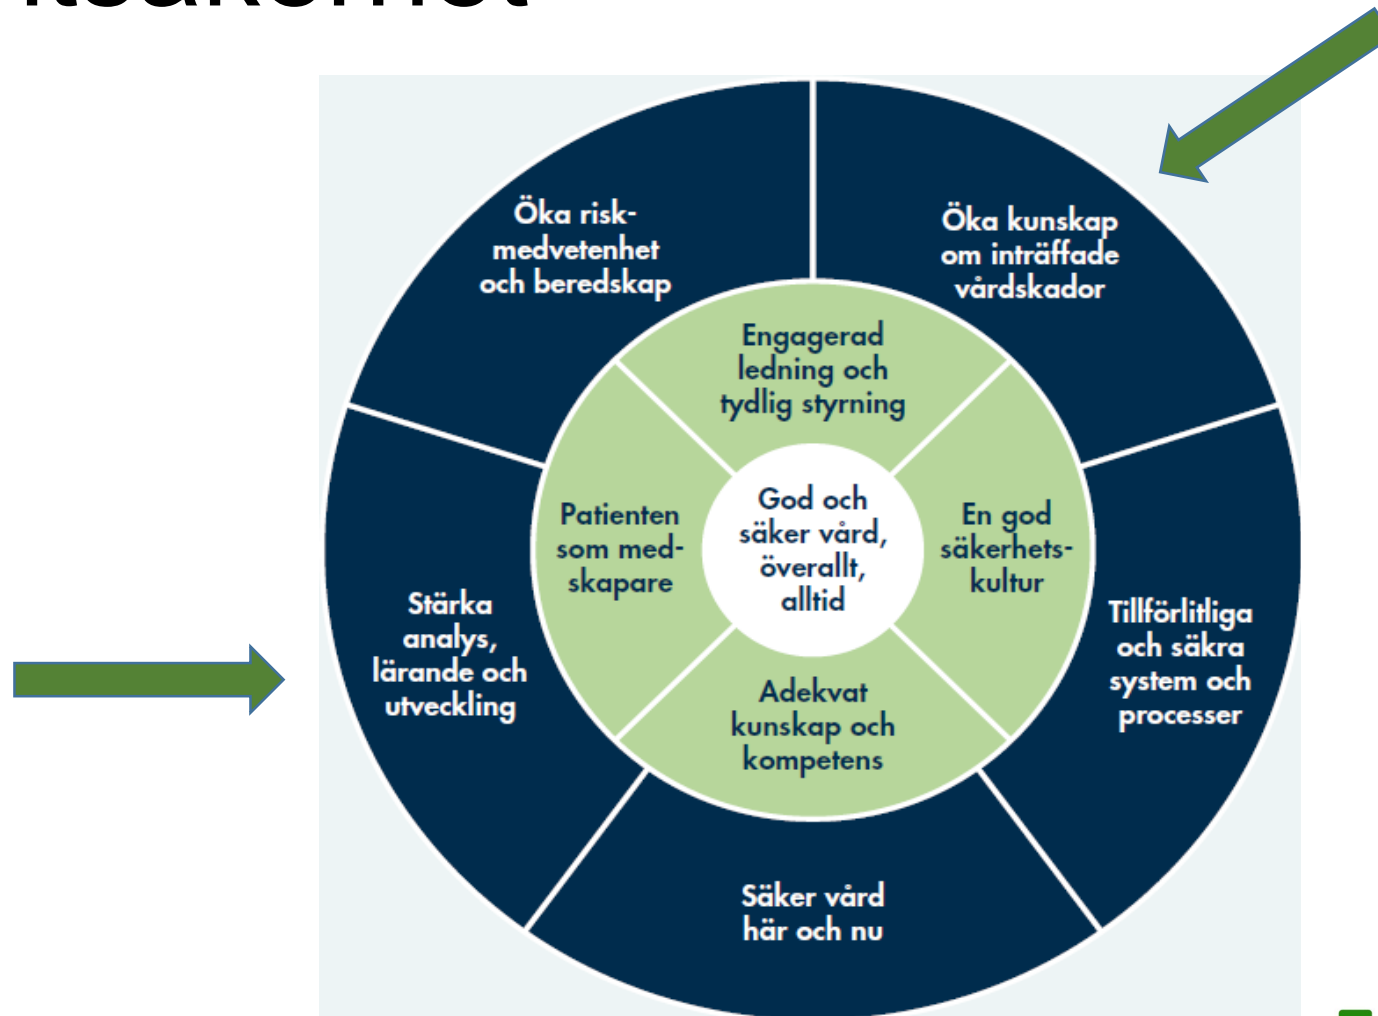 Öka risk-
medvetenhet
och beredskap
Öka kunskap
om inträffade
vårdskador
Engagerad
ledning och
tydlig styrning
Patienten
som med-
skapare
God och
säker vård,
överallt,
alltid
En god
säkerhets-
kultur
Stärka
analys,
lärande och
utveckling
Tillförlitliga
och säkra
system och
processer
Adekvat
kunskap och
kompetens
Säker vård
här och nu